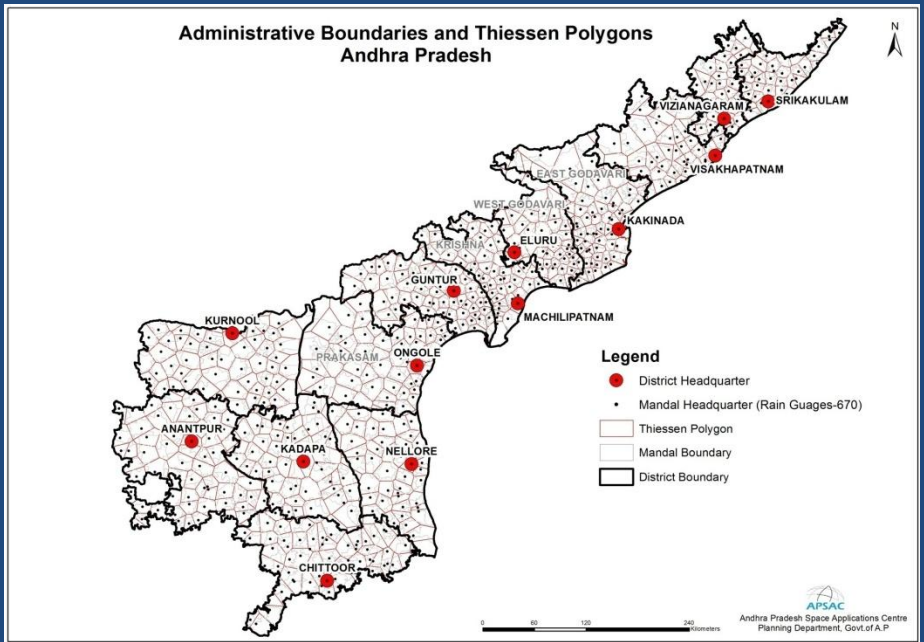 Administrative Boundaries and Thiessen Polygons
Andhra Pradesh
N
VIZIANAGARAM
SRIKAKULAM
VISAKHAPATNAM
EAST GODAVARI
WEST GODAVARI
KAKINADA
KRISHNA
ELURU
GUNTUR
MACHILIPATNAM
KURNOOL
PRAKASAM
ONGOLE
ANANTPUR
KADAPA
NELLORE
CHITTOOR
Legend
District Headquarter
Mandal Headquarter (Rain Guages-670)
Thiessen Polygon
Mandal Boundary
District Boundary
0 60 120 240
Kilometers
APSAC
Andhra Pradesh Space Applications Centre
Planning Department, Govt.of A.P